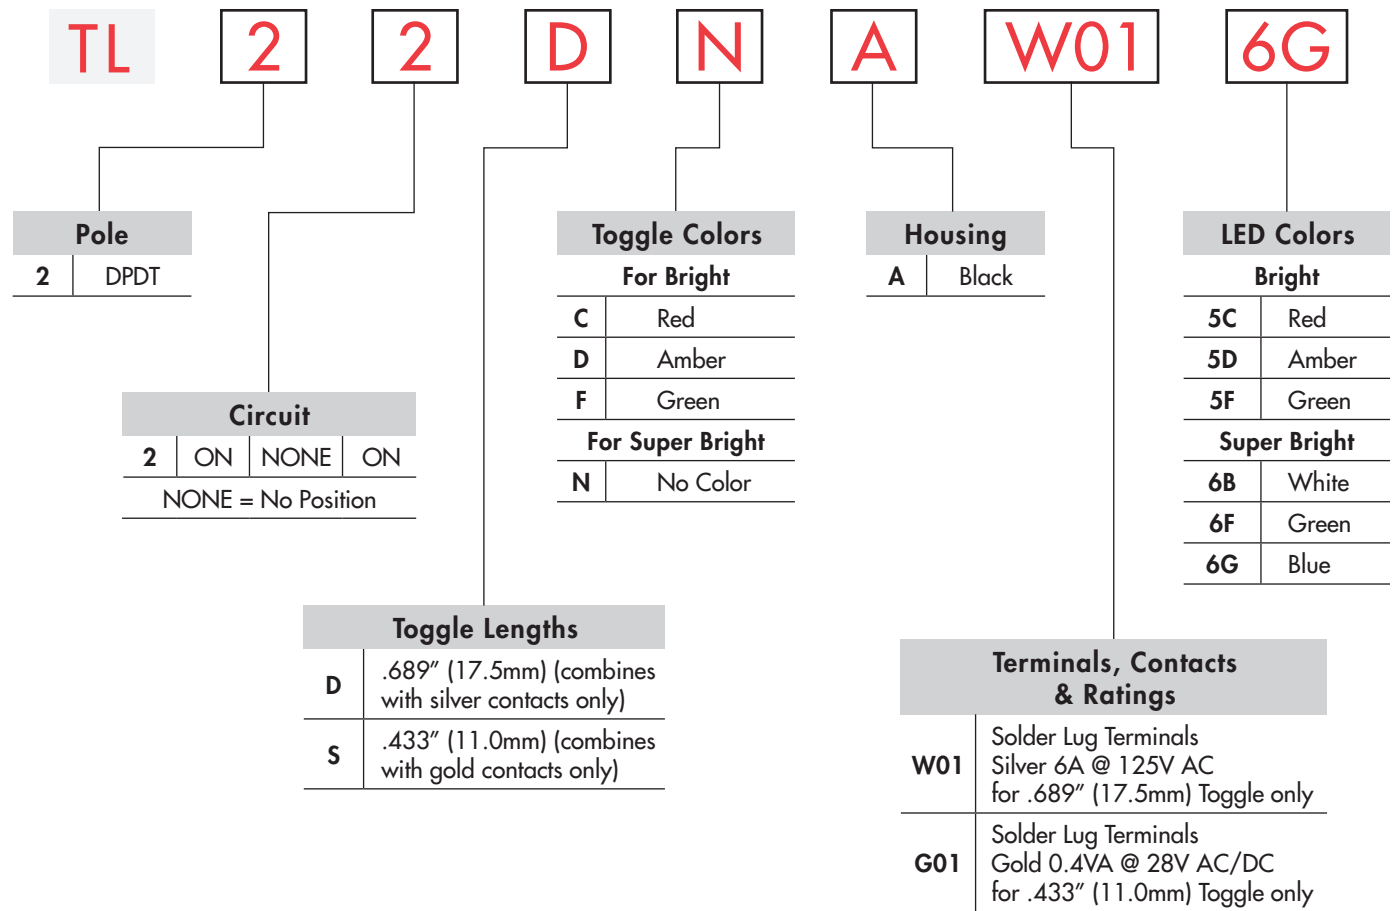 TL 2 2 D N A W01 6G
Pole
2 DPDT
Circuit
2 ON NONE ON
NONE = No Position
Toggle Lengths
D .689" (17.5mm) (combines
with silver contacts only)
S .433" (11.0mm) (combines
with gold contacts only)
Toggle Colors
For Bright
C Red
D Amber
F Green
For Super Bright
N No Color
Housing
A Black
Terminals, Contacts
& Ratings
W01 Solder Lug Terminals
Silver 6A @ 125V AC
for .689" (17.5mm) Toggle only
G01 Solder Lug Terminals
Gold 0.4VA @ 28V AC/DC
for .433" (11.0mm) Toggle only
LED Colors
Bright
5C Red
5D Amber
5F Green
Super Bright
6B White
6F Green
6G Blue